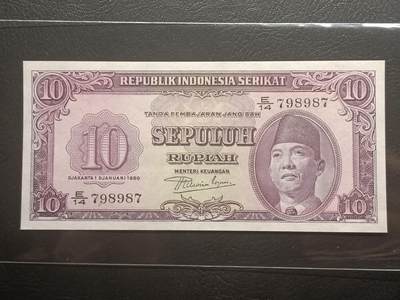 10 REPUBLIK INDONESIA SERIKAT 10
E/14 798987
TANDA PEMBAJARAN JANG SAH
10 SEPULUH
RUPIAH
MENTERI KEUANGAN
DJAKARTA 1 DJANUARI 1950
E/14 798987
10 10